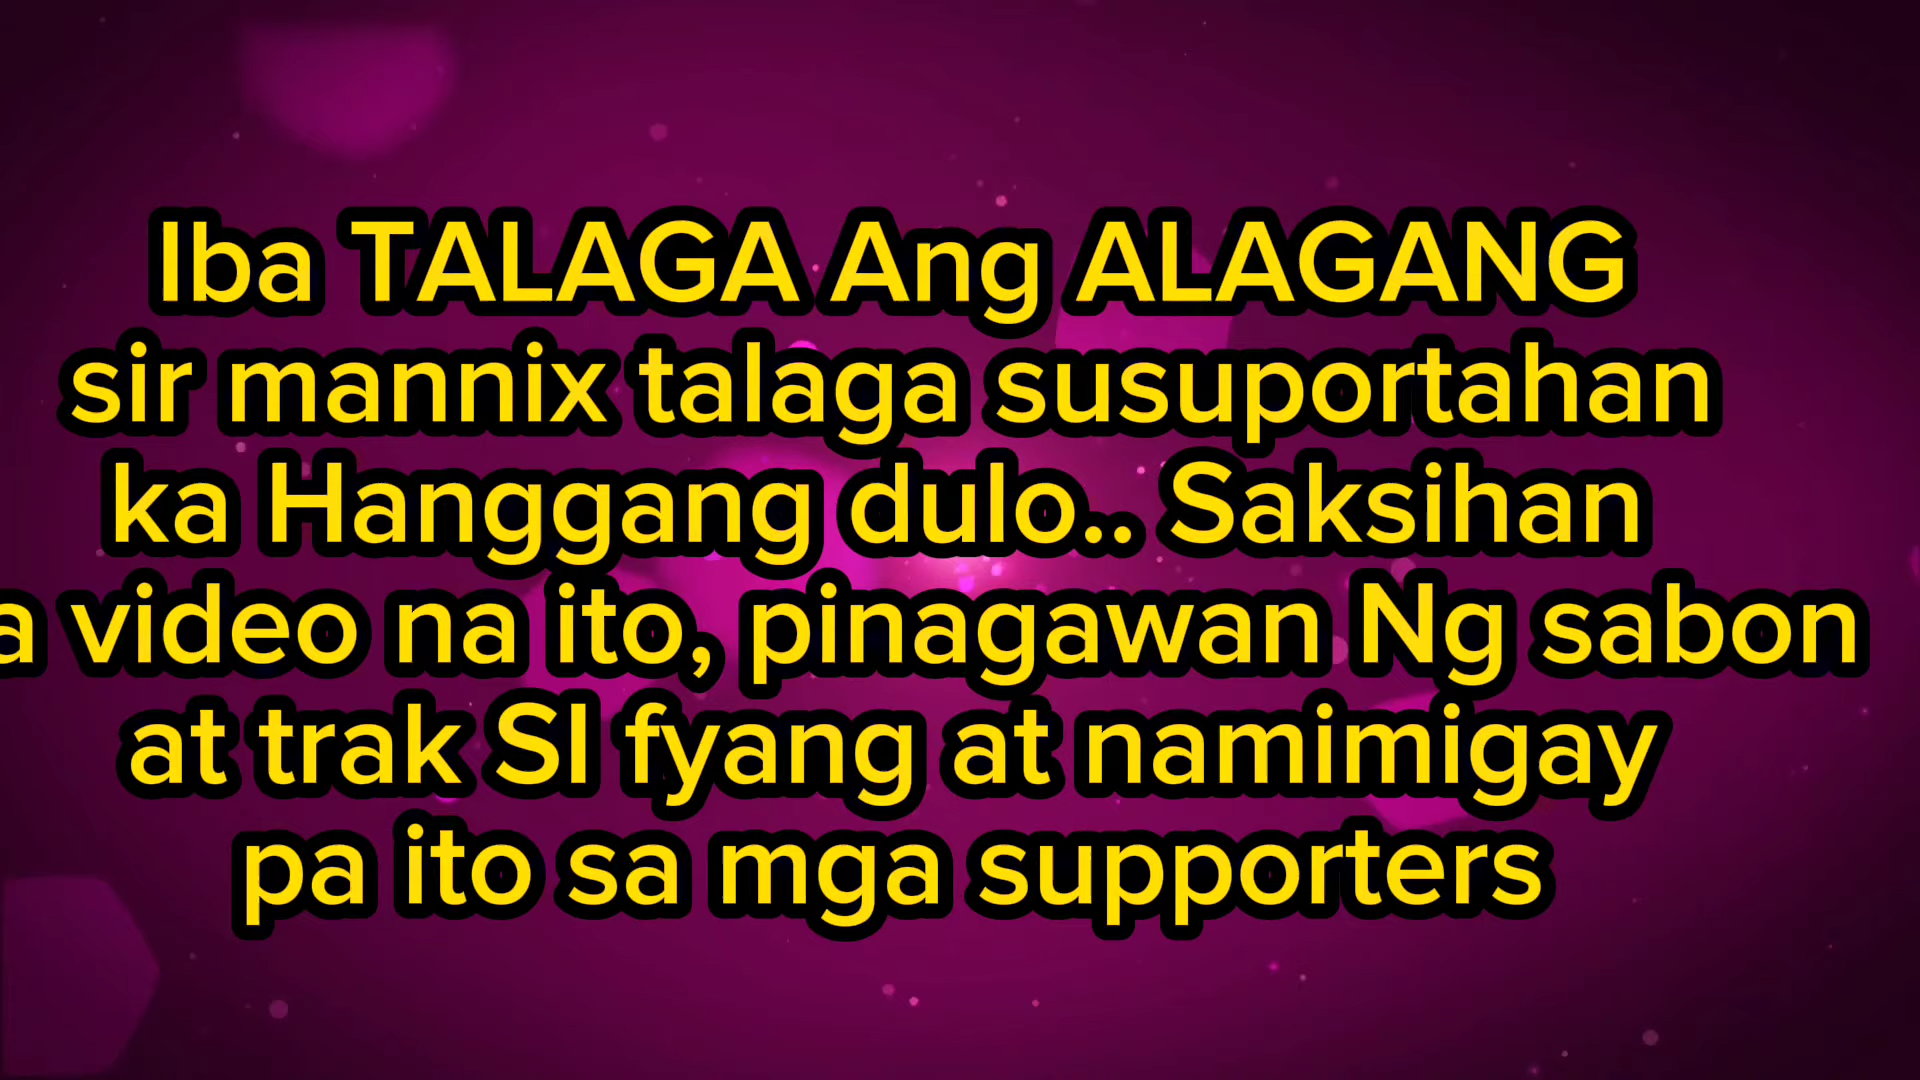 Iba TALAGA Ang ALAGANG
sir mannix talaga susuportahan
ka Hanggang dulo.. Saksihan
a video na ito, pinagawan Ng sabon
at trak SI fyang at namimigay
pa ito sa mga supporters